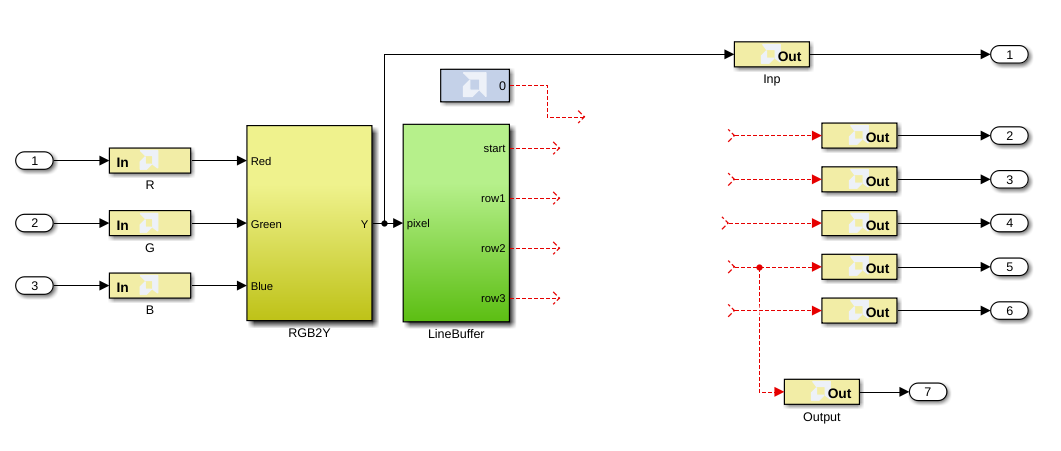 Out
1
Inp
0
start
Out
2
1
In
Red
R
row1
Out
3
2
In
Green
Y
pixel
Out
4
G
row2
Out
5
3
In
Blue
B
row3
Out
6
RGB2Y
LineBuffer
Out
7
Output